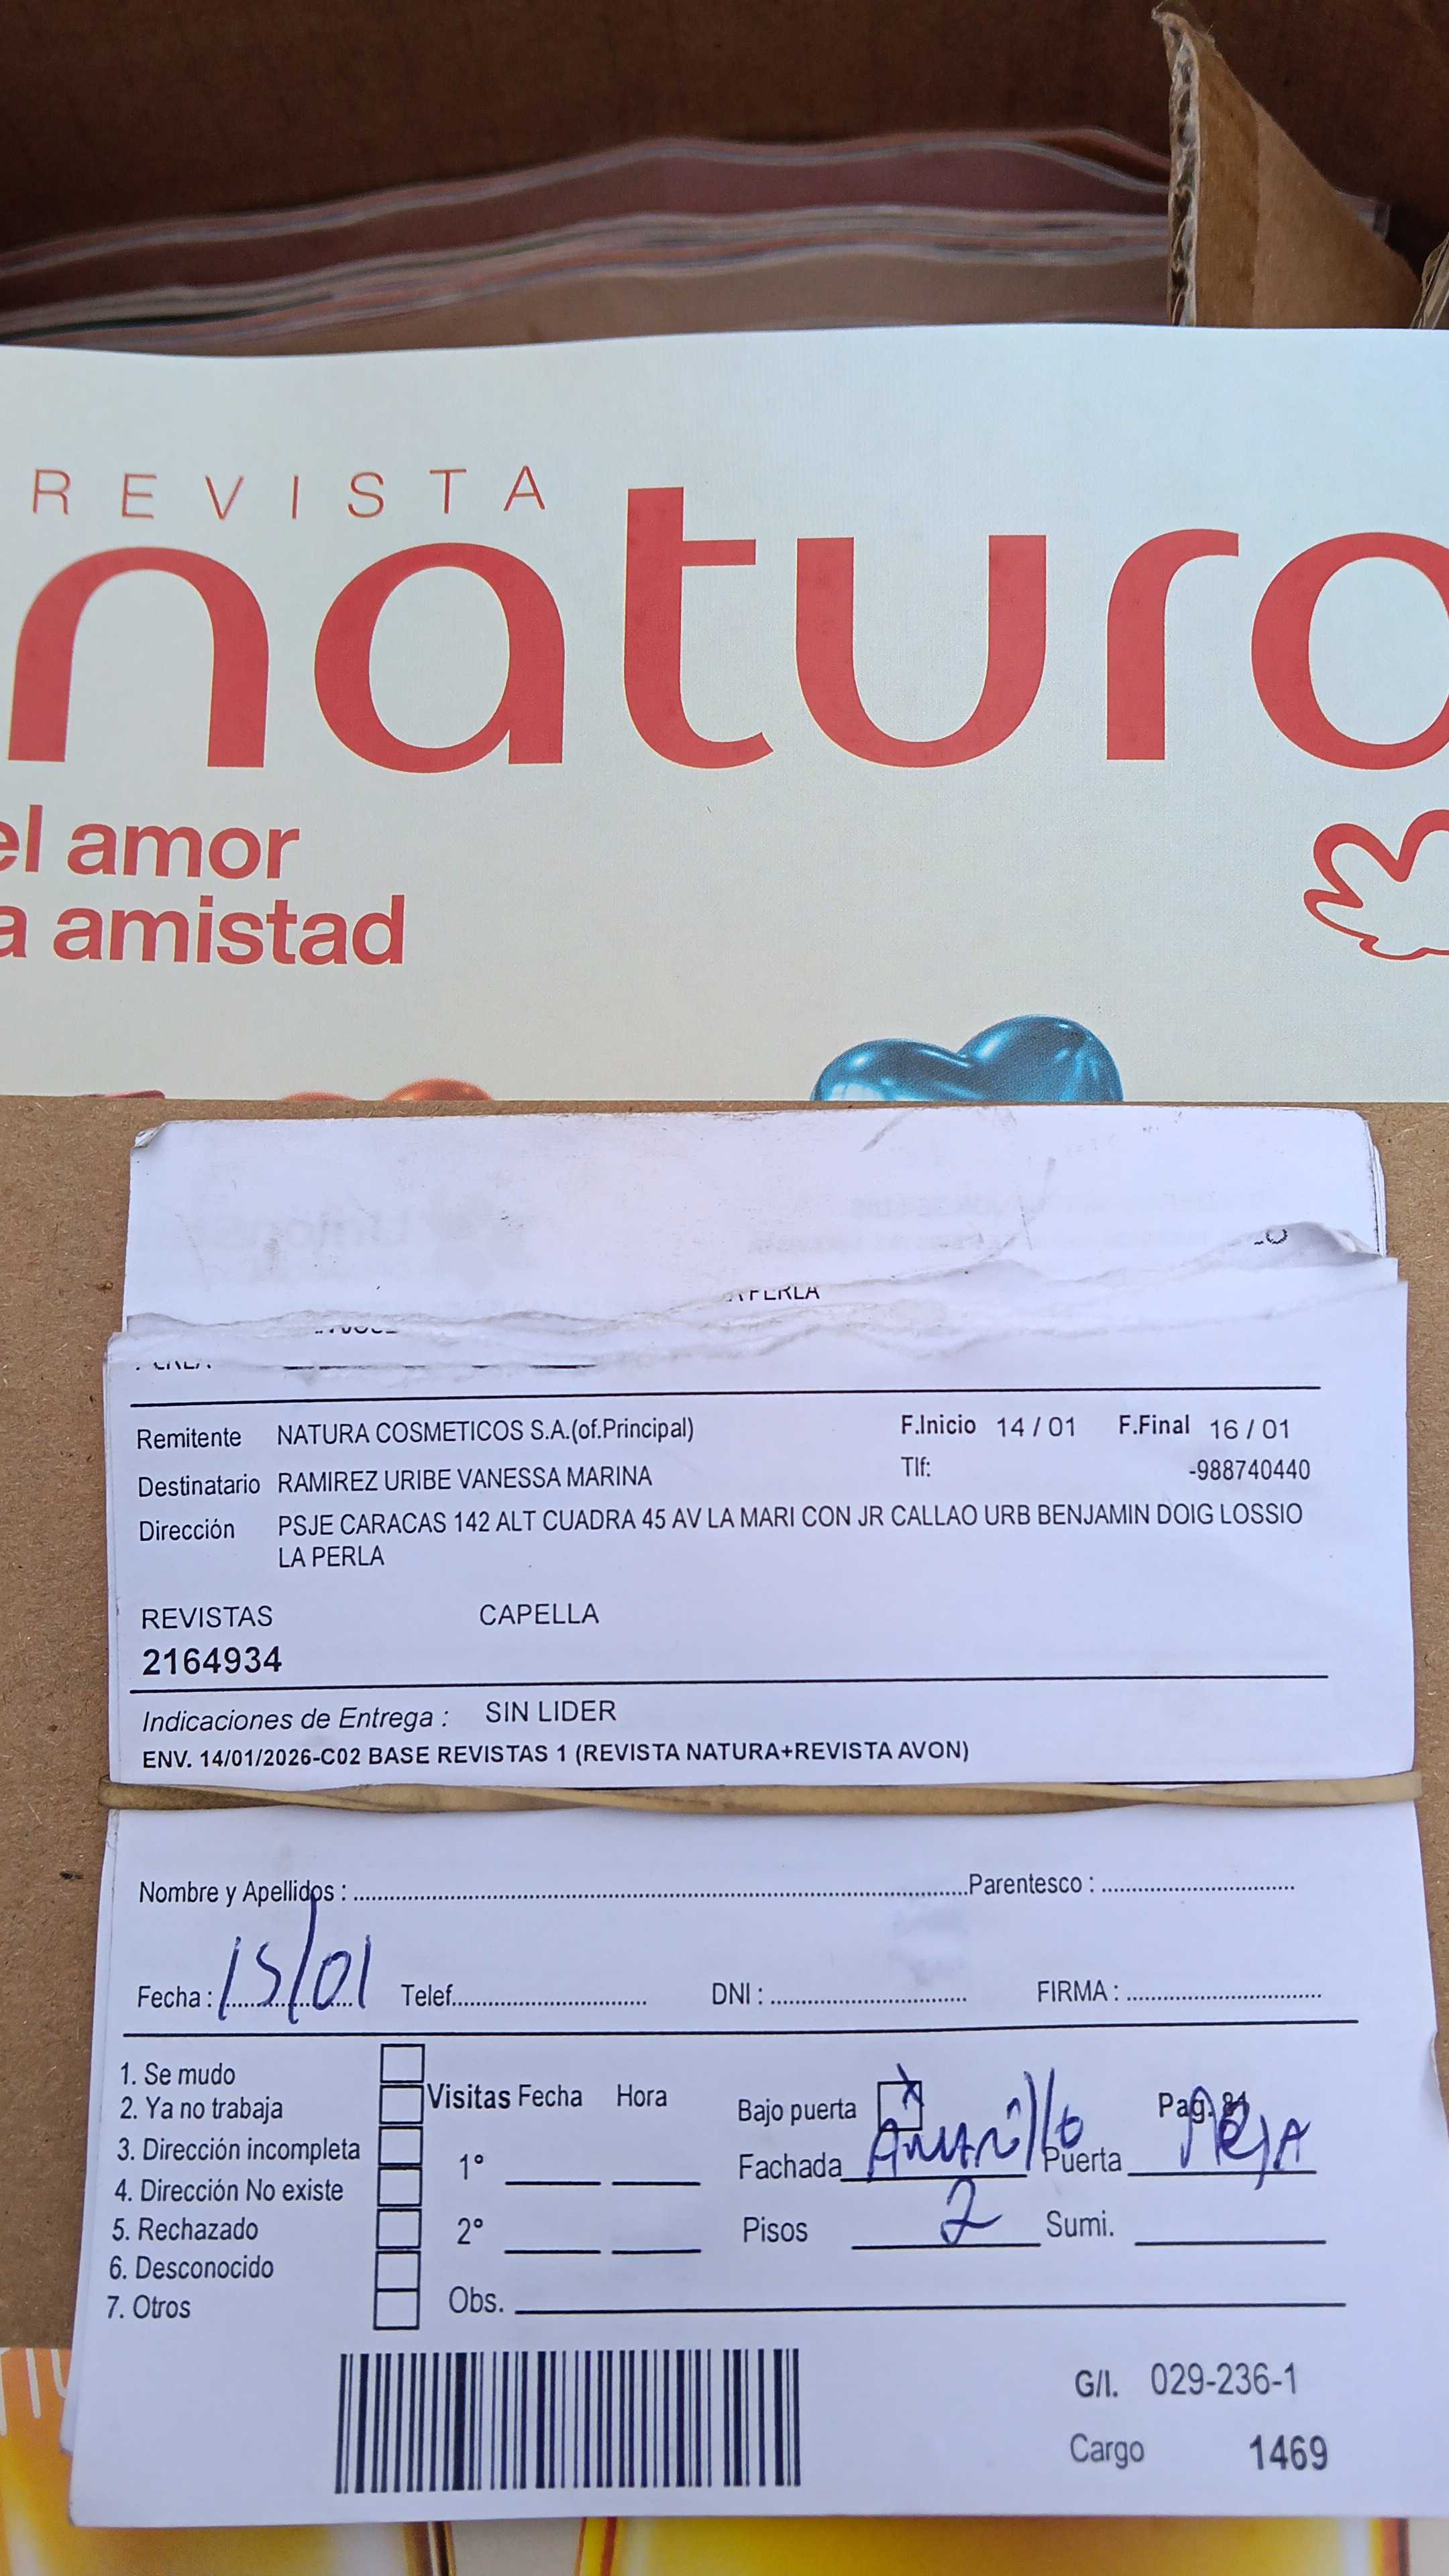 REVISTA
natura
el amor
a amistad
Remitente NATURA COSMETICOS S.A.(of.Principal) F.Inicio 14 / 01 F.Final 16 / 01
Destinatario RAMIREZ URIBE VANESSA MARINA Tlf: -988740440
Dirección PSJE CARACAS 142 ALT CUADRA 45 AV LA MARI CON JR CALLAO URB BENJAMIN DOIG LOSSIO
LA PERLA
REVISTAS CAPELLA
2164934
Indicaciones de Entrega : SIN LIDER
ENV. 14/01/2026-C02 BASE REVISTAS 1 (REVISTA NATURA+REVISTA AVON)
Nombre y Apellidos : Parentesco :
Fecha : 15/01 Telef. DNI : FIRMA :
1. Se mudo
2. Ya no trabaja Visitas Fecha Hora Bajo puerta X Pag.
3. Dirección incompleta 1° Fachada Amarillo Puerta
4. Dirección No existe
5. Rechazado 2° Pisos 2 Sumi.
6. Desconocido
7. Otros Obs.
G/I. 029-236-1
Cargo 1469